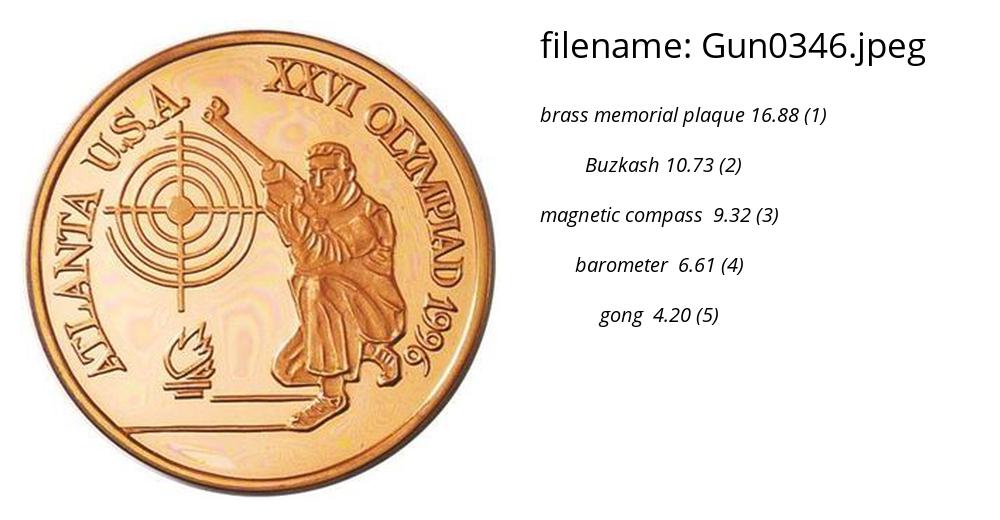 ATLANTA U.S.A.
XXVI OLYMPIAD 1996
filename: Gun0346.jpeg
brass memorial plaque 16.88 (1)
Buzkash 10.73 (2)
magnetic compass 9.32 (3)
barometer 6.61 (4)
gong 4.20 (5)